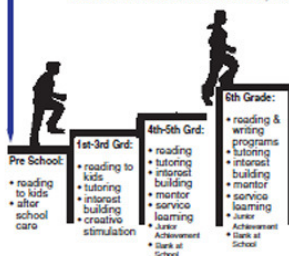 Pre School:
• reading
to kids
• after
school
care
1st-3rd Grd:
• reading to
kids
• tutoring
• interest
building
• creative
stimulation
4th-5th Grd:
• reading
• tutoring
• interest
building
• mentor
• service
learning
• Junior
Achievement
• Bank at
School
6th Grade:
• reading &
writing
programs
• tutoring
• interest
building
• mentor
• service
learning
• Junior
Achievement
• Bank at
School